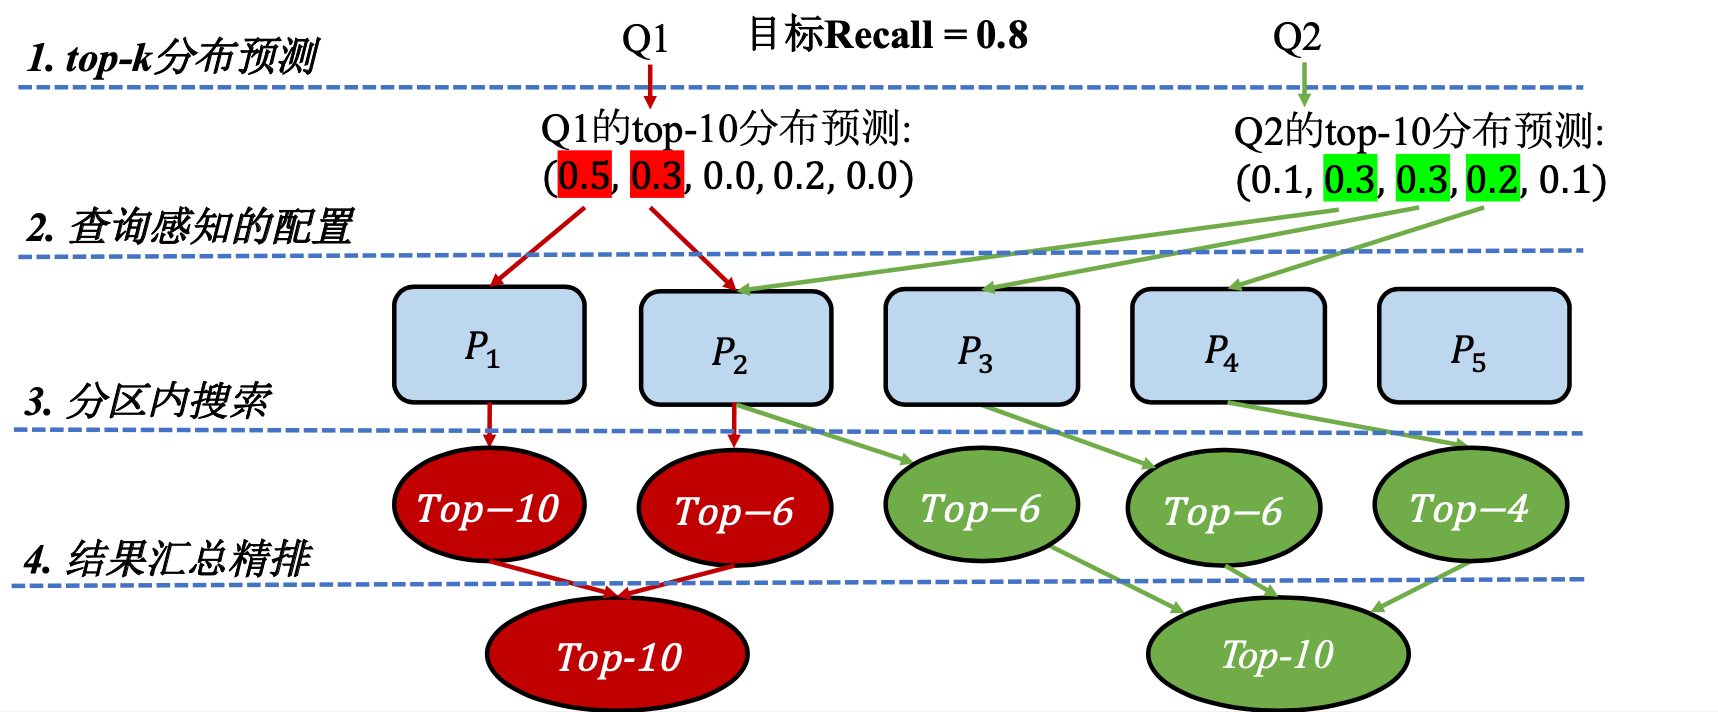 1. top-k分布预测
Q1
目标Recall = 0.8
Q2
Q1的top-10分布预测:
(0.5, 0.3, 0.0, 0.2, 0.0)
Q2的top-10分布预测:
(0.1, 0.3, 0.3, 0.2, 0.1)
2. 查询感知的配置
P1
P2
P3
P4
P5
3. 分区内搜索
Top−10
Top−6
Top−6
Top−6
Top−4
4. 结果汇总精排
Top-10
Top-10